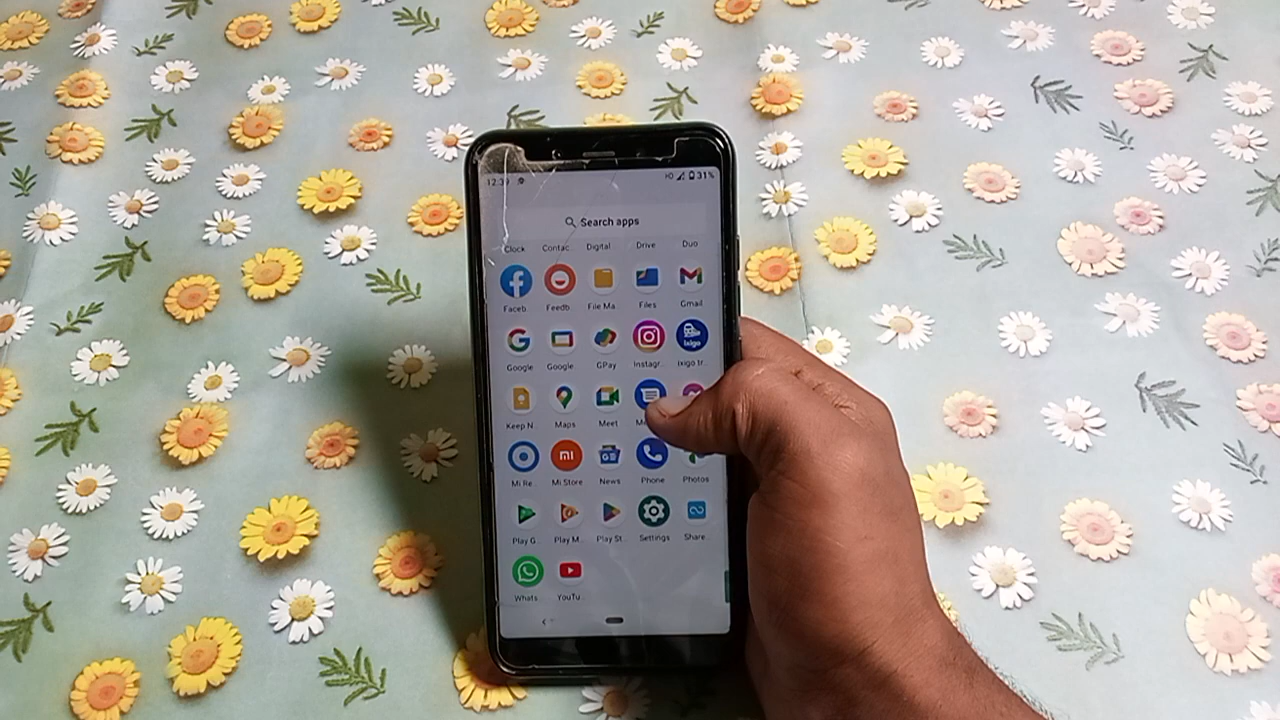 31%
Search apps
Clock Contac.. Digital Drive Duo
Faceb.. Feedb.. File Ma.. Files Gmail
ixigo
Google Google GPay Instagr.. ixigo tr..
Keep N.. Maps Meet
mi
Mi Re.. Mi Store News Phone Photos
Play G.. Play M.. Play St.. Settings Share..
Whats.. YouTu..